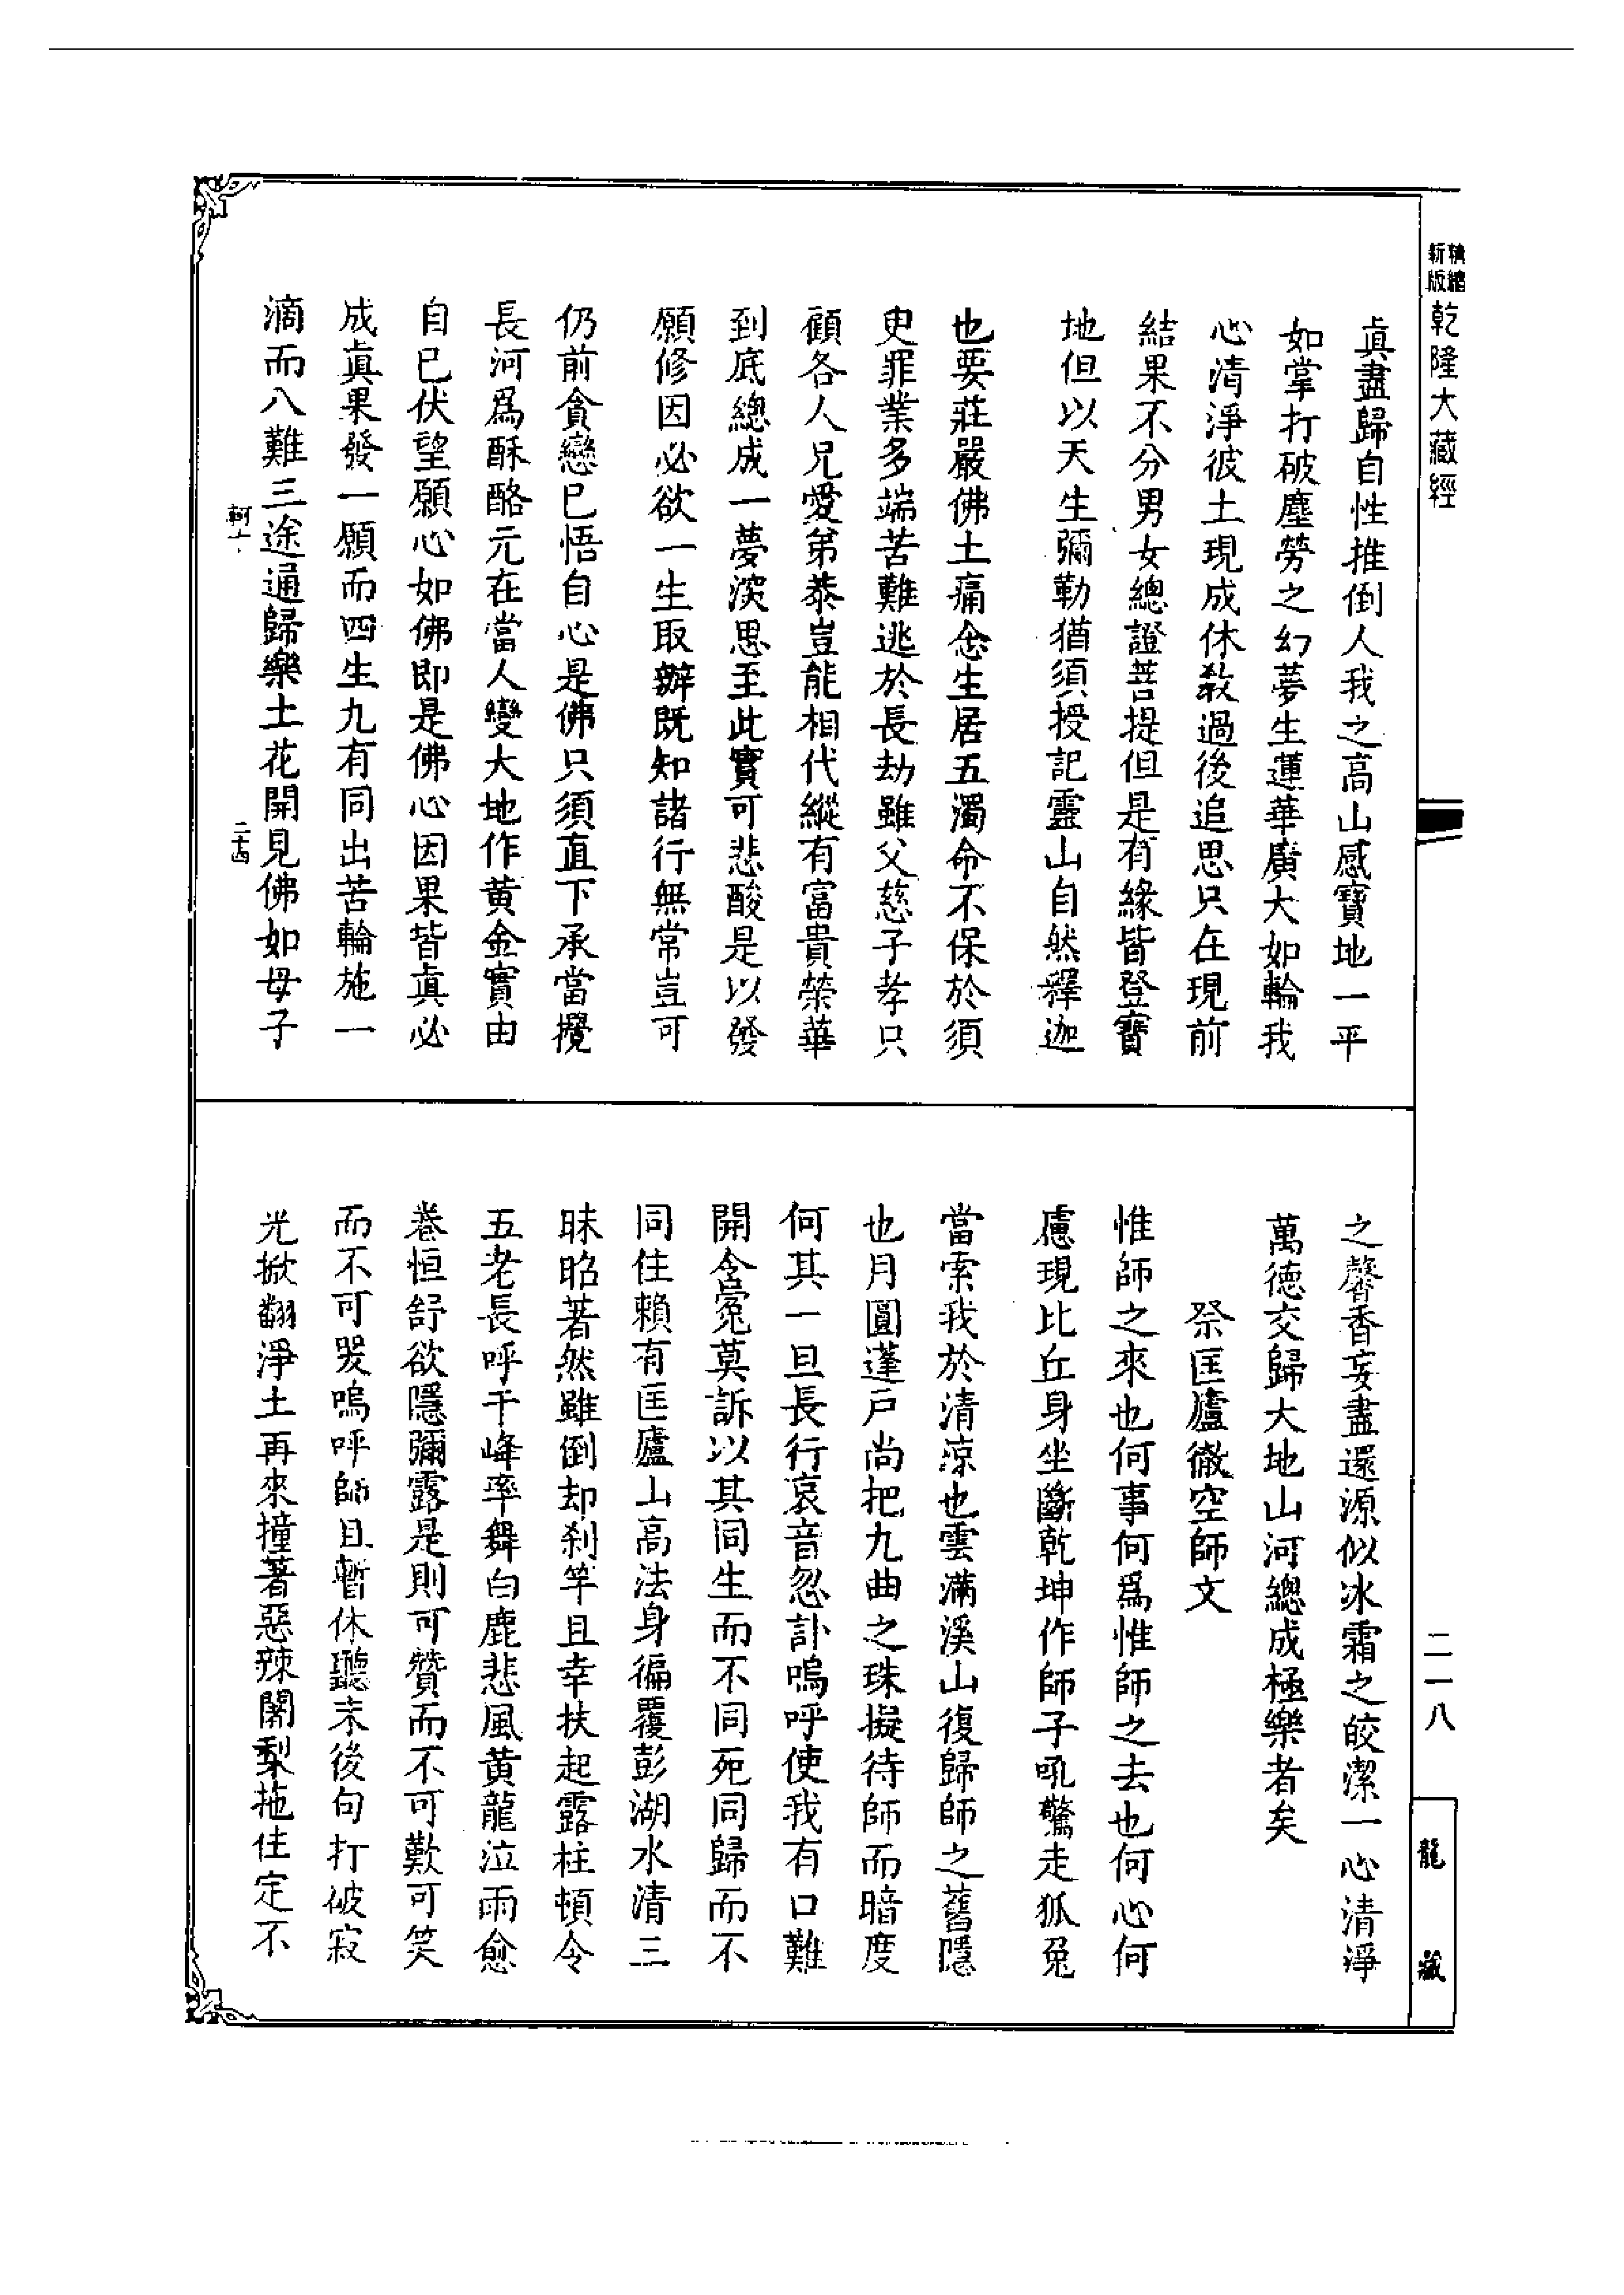 精縮新版乾隆大藏經
眞盡歸自性推倒人我之高山感寶地一平
如掌打破塵勞之幻夢生蓮華廣大如輪我
心清淨彼土現成休教過後追思只在現前
結果不分男女總證菩提但是有緣皆登寶
地但以天生彌勒猶須授記靈山自然釋迦
也要莊嚴佛土痛念生居五濁命不保於須
臾罪業多端苦難逃於長劫雖父慈子孝只
顧各人兄愛弟恭豈能相代縱有富貴榮華
到底總成一夢深思至此實可悲酸是以發
願修因必欲一生取辦既知諸行無常豈可
仍前貪戀已悟自心是佛只須直下承當攪
長河爲酥酪元在當人變大地作黃金實由
自已伏望願心如佛即是佛心因果皆眞必
成眞果發一願而四生九有同出苦輪施一
滴而八難三途通歸樂土花開見佛如母子
軻十
二十四
之馨香妄盡還源似冰霜之皎潔一心清淨
萬德交歸大地山河總成極樂者矣
祭匡廬徹空師文
惟師之來也何事何爲惟師之去也何心何
慮現比丘身坐斷乾坤作師子吼驚走狐兔
當索我於清涼也雲滿溪山復歸師之舊隱
也月圓蓬戶尚把九曲之珠擬待師而暗度
何其一旦長行哀音忽訃嗚呼使我有口難
開含冤莫訴以其同生而不同死同歸而不
同住賴有匡廬山高法身徧覆彭湖水清三
昧昭著然雖倒却刹竿且幸扶起露柱頓令
五老長呼千峰率舞白鹿悲風黃龍泣雨愈
卷恒舒欲隱彌露是則可贊而不可歎可笑
而不可哭嗚呼師且暫休聽末後句打破寂
光掀翻淨土再來撞著惡辣闍梨拖住定不
二一八
龍藏